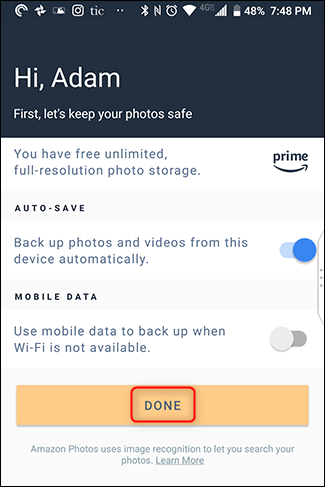 tic 4G 48% 7:48 PM
Hi, Adam
First, let's keep your photos safe
You have free unlimited,
full-resolution photo storage.
prime
AUTO-SAVE
Back up photos and videos from this
device automatically.
MOBILE DATA
Use mobile data to back up when
Wi-Fi is not available.
DONE
Amazon Photos uses image recognition to let you search your
photos. Learn More